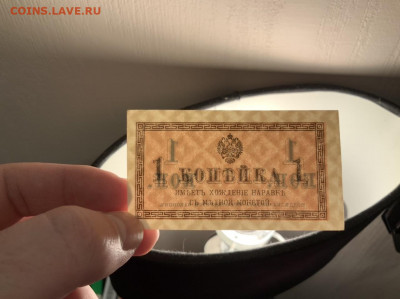 COINS.LAVE.RU
1 КОПѢЙКА 1
ИМѢЕТЪ ХОЖДЕНІЕ НАРАВНѢ
СЪ МѢДНОЙ МОНЕТОЙ